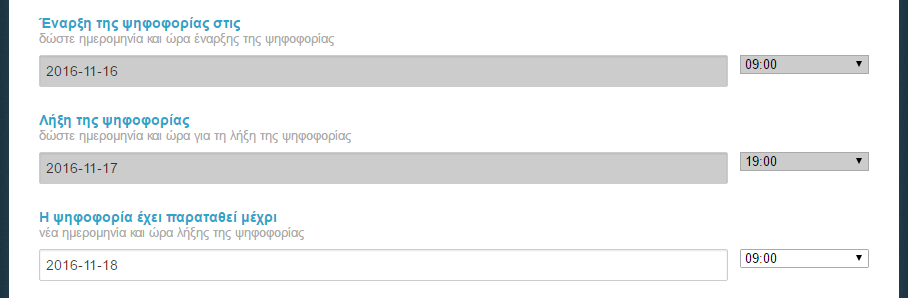 Έναρξη της ψηφοφορίας στις
δώστε ημερομηνία και ώρα έναρξης της ψηφοφορίας
2016-11-16 09:00
Λήξη της ψηφοφορίας
δώστε ημερομηνία και ώρα για τη λήξη της ψηφοφορίας
2016-11-17 19:00
Η ψηφοφορία έχει παραταθεί μέχρι
νέα ημερομηνία και ώρα λήξης της ψηφοφορίας
2016-11-18 09:00